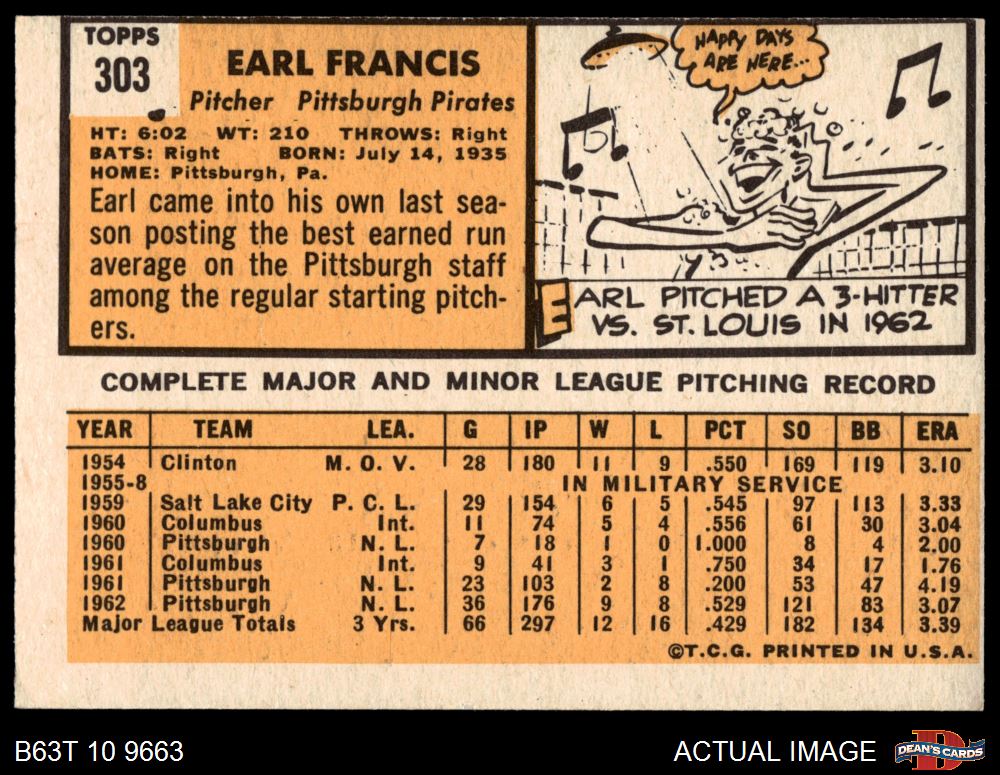 TOPPS
303
EARL FRANCIS
Pitcher Pittsburgh Pirates
HT: 6:02 WT: 210 THROWS: Right
BATS: Right BORN: July 14, 1935
HOME: Pittsburgh, Pa.
Earl came into his own last sea-
son posting the best earned run
average on the Pittsburgh staff
among the regular starting pitch-
ers.
HAPPY DAYS
ARE HERE...
EARL PITCHED A 3-HITTER
VS. ST. LOUIS IN 1962
COMPLETE MAJOR AND MINOR LEAGUE PITCHING RECORD
YEAR TEAM LEA. G IP W L PCT SO BB ERA
1954 Clinton M. O. V. 28 180 11 9 .550 169 119 3.10
1955-8 IN MILITARY SERVICE
1959 Salt Lake City P. C. L. 29 154 6 5 .545 97 113 3.33
1960 Columbus Int. 11 74 5 4 .556 61 30 3.04
1960 Pittsburgh N. L. 7 18 1 0 1.000 8 4 2.00
1961 Columbus Int. 9 41 3 1 .750 34 17 1.76
1961 Pittsburgh N. L. 23 103 2 8 .200 53 47 4.19
1962 Pittsburgh N. L. 36 176 9 8 .529 121 83 3.07
Major League Totals 3 Yrs. 66 297 12 16 .429 182 134 3.39
©T.C.G. PRINTED IN U.S.A.
B63T 10 9663
ACTUAL IMAGE
DEAN'S CARDS